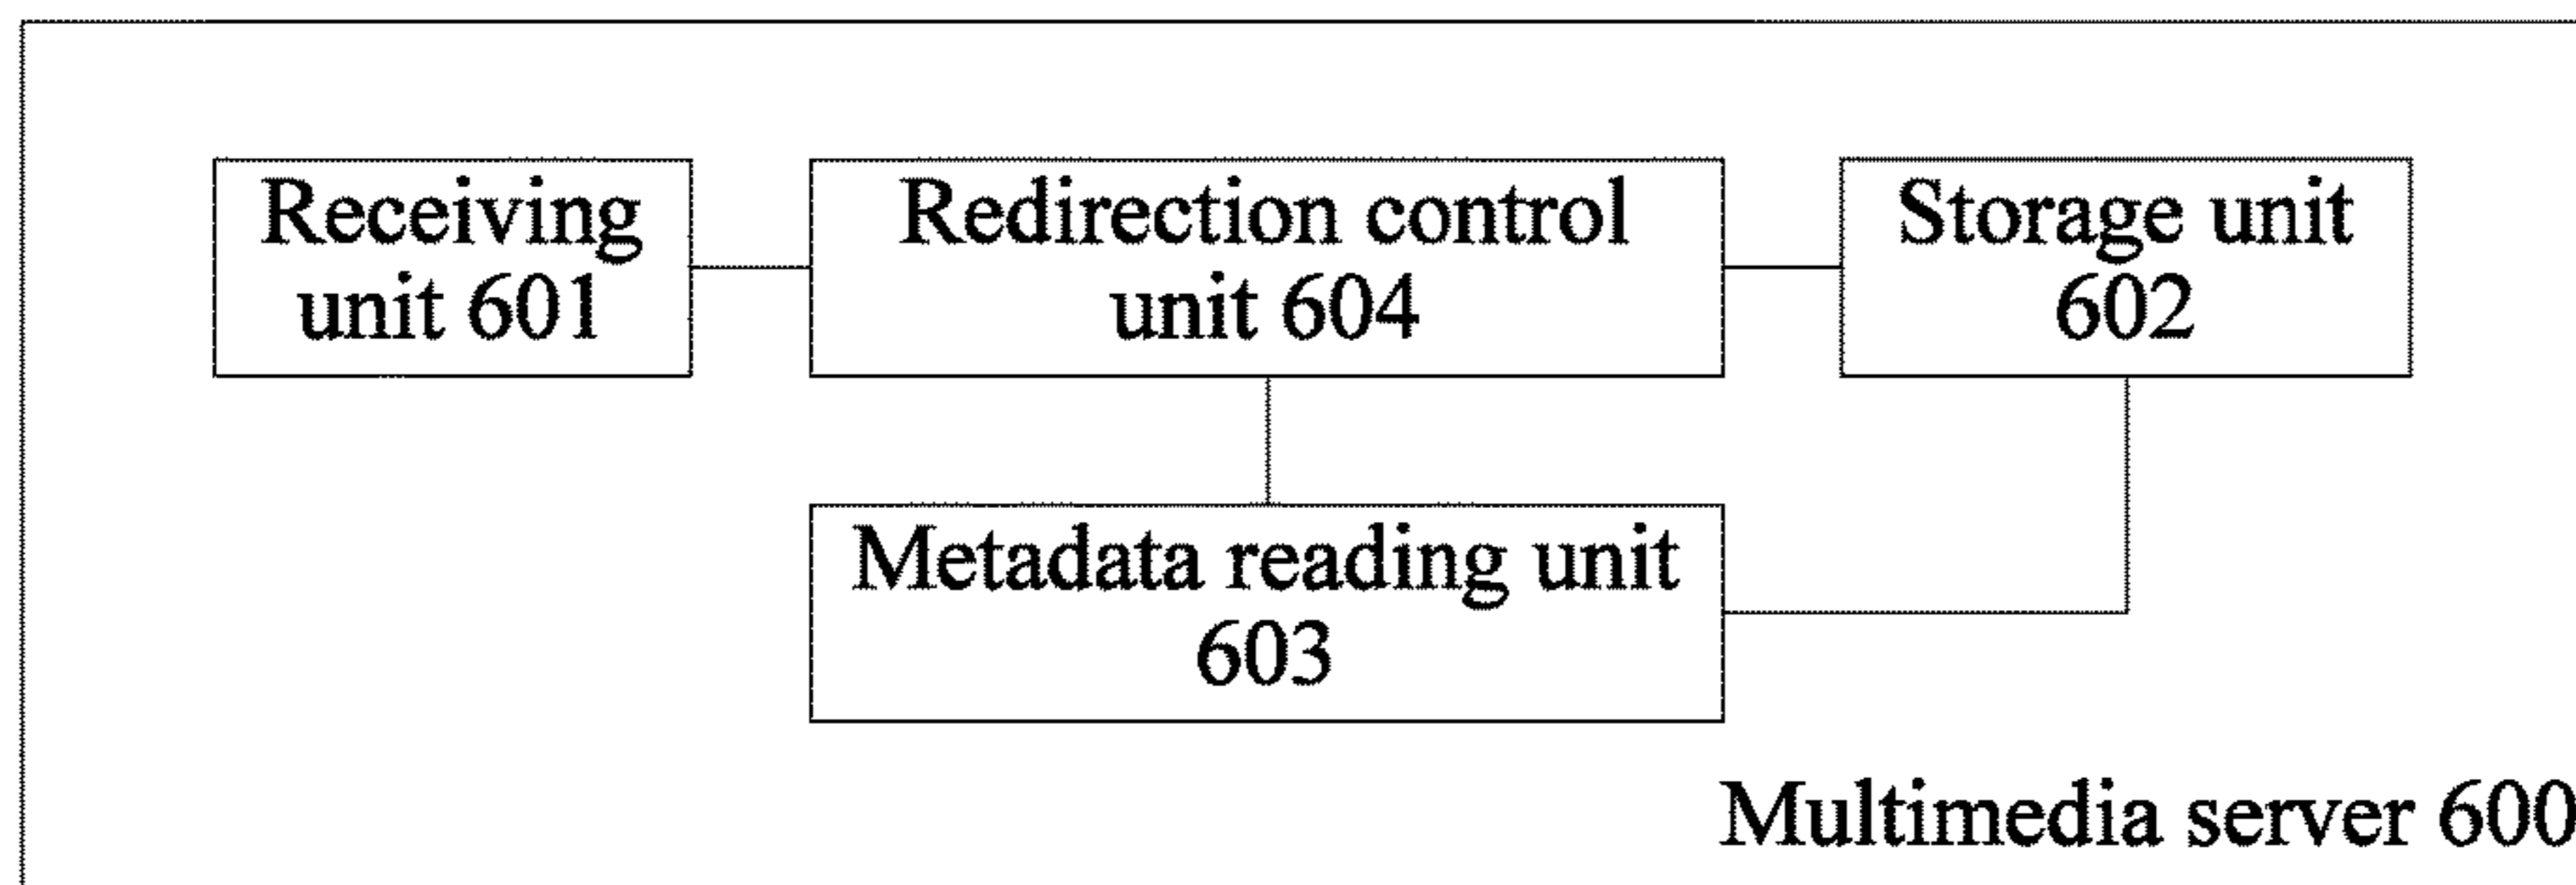 Receiving
unit 601
Redirection control
unit 604
Storage unit
602
Metadata reading unit
603
Multimedia server 600